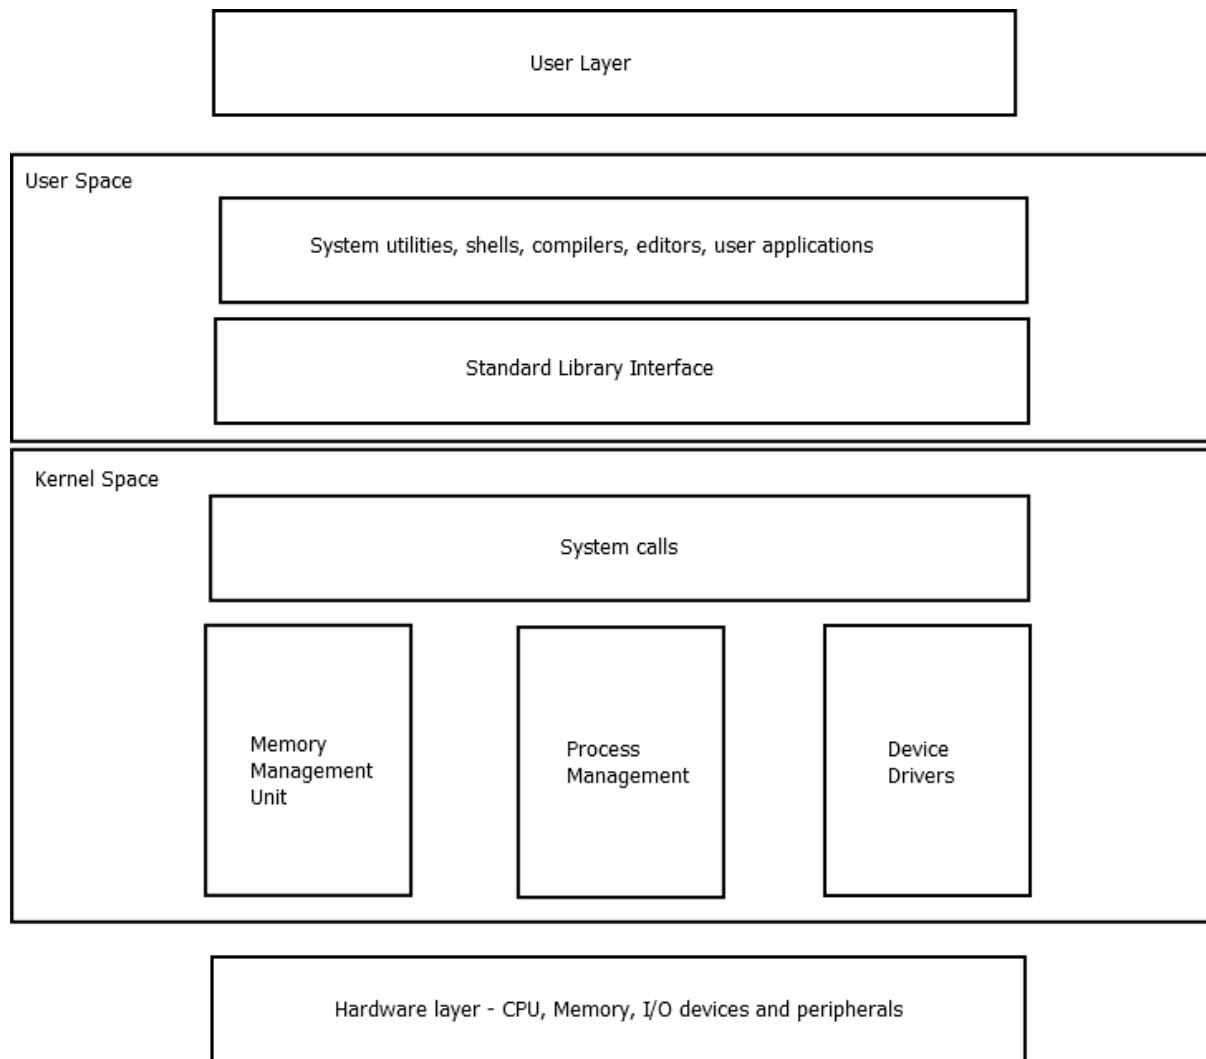 User Layer
User Space
System utilities, shells, compilers, editors, user applications
Standard Library Interface
Kernel Space
System calls
Memory
Management
Unit
Process
Management
Device
Drivers
Hardware layer - CPU, Memory, I/O devices and peripherals